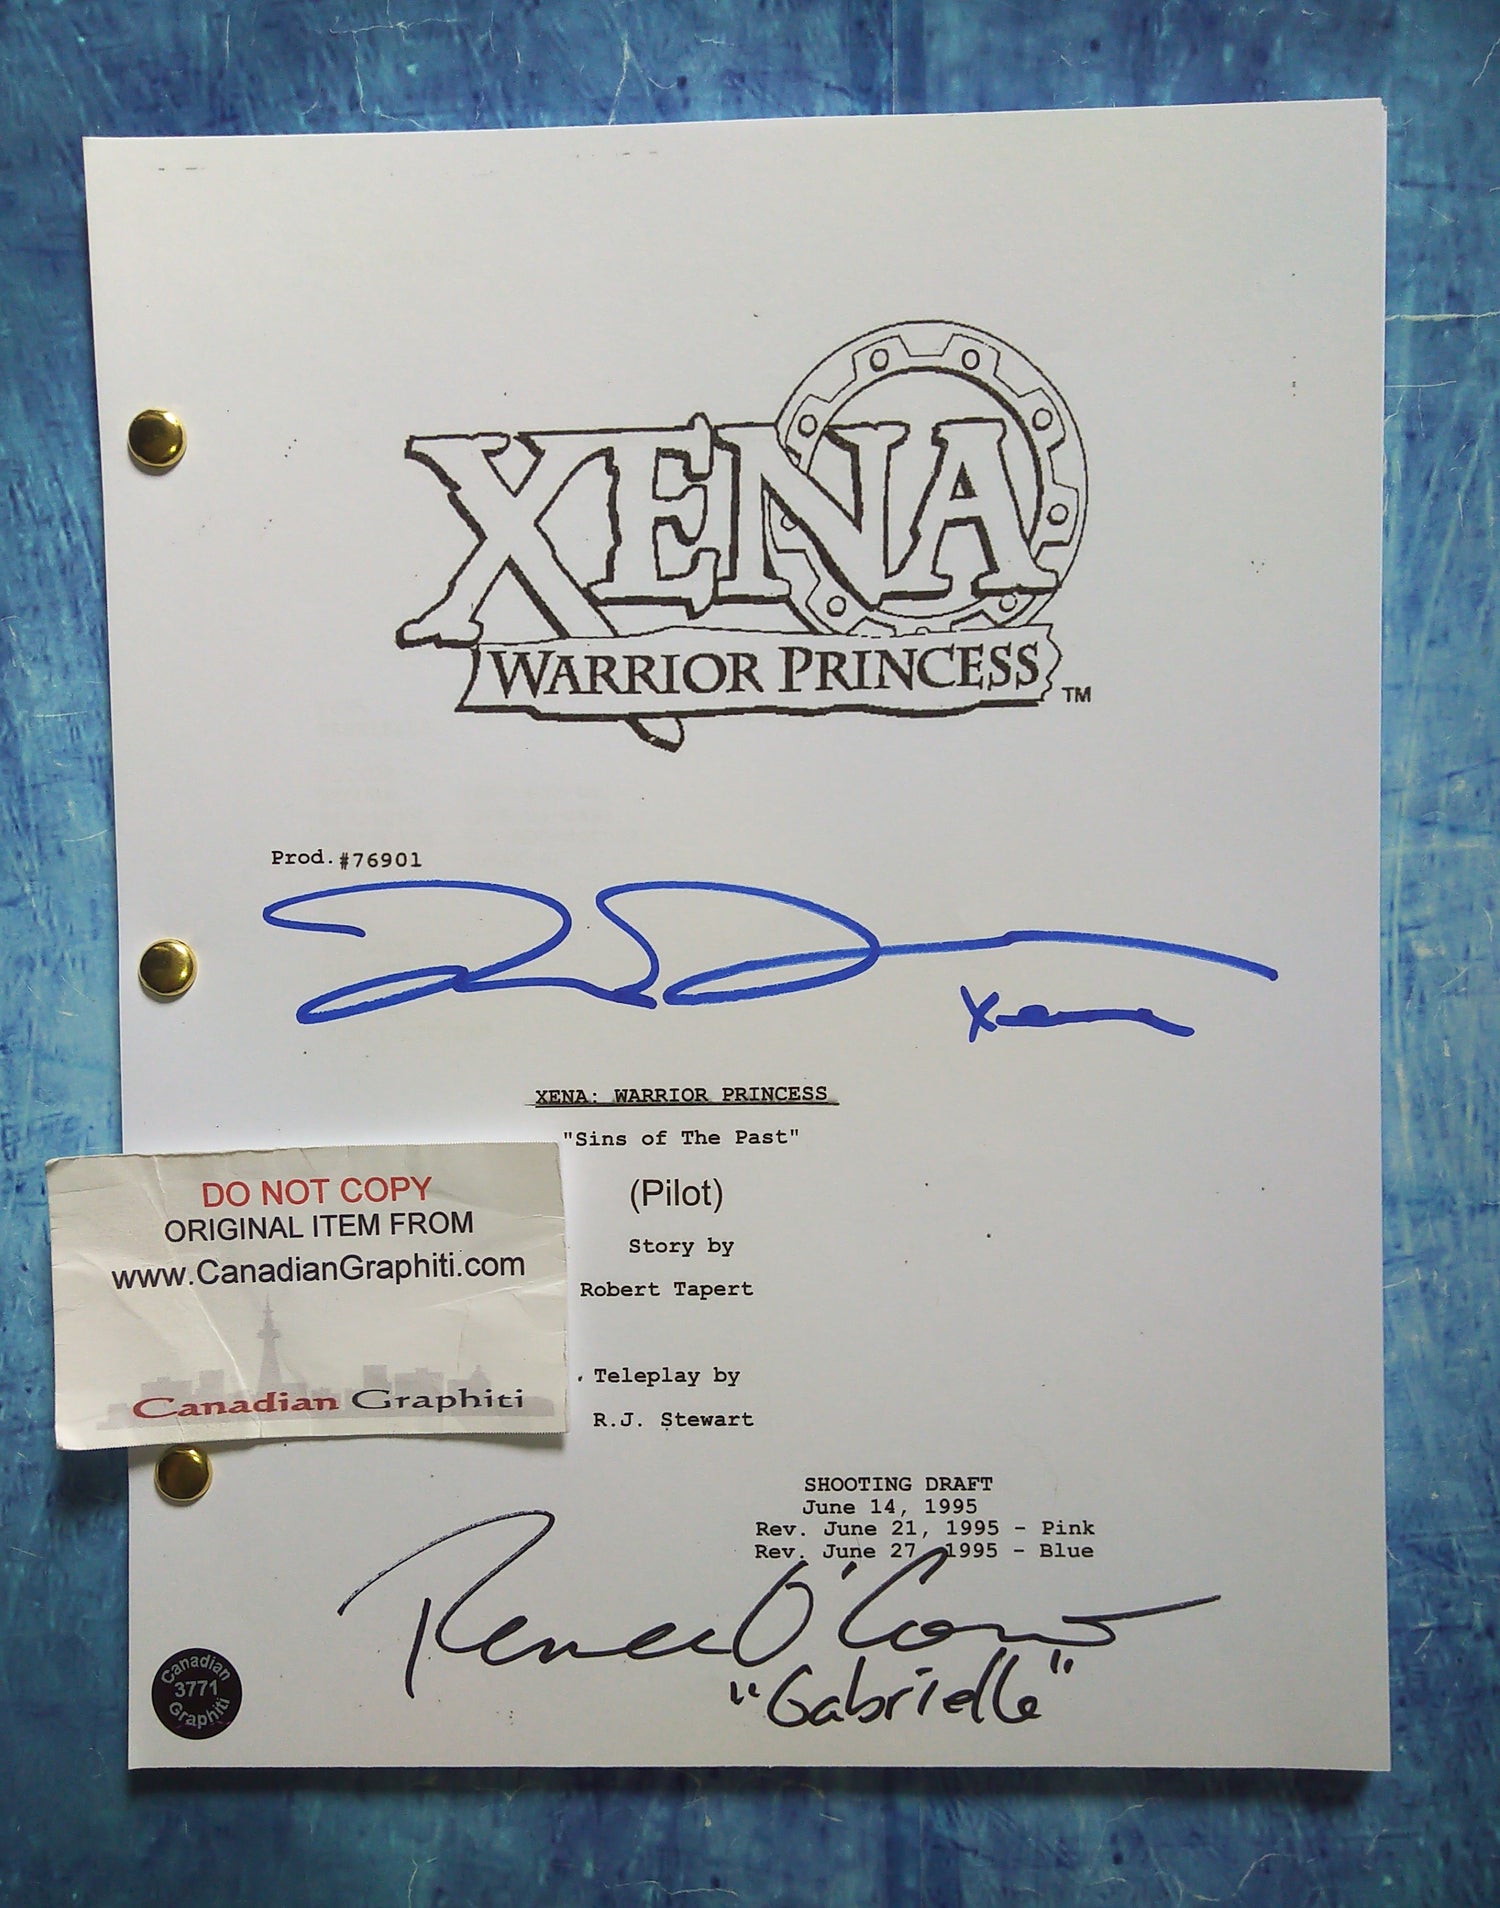 XENA
WARRIOR PRINCESS
TM
Prod.#76901
Xena
XENA: WARRIOR PRINCESS
"Sins of The Past"
(Pilot)
Story by
Robert Tapert
Teleplay by
R.J. Stewart
DO NOT COPY
ORIGINAL ITEM FROM
www.CanadianGraphiti.com
Canadian Graphiti
SHOOTING DRAFT
June 14, 1995
Rev. June 21, 1995 - Pink
Rev. June 27, 1995 - Blue
Renee O'Connor
"Gabrielle"
Canadian
3771
Graphiti